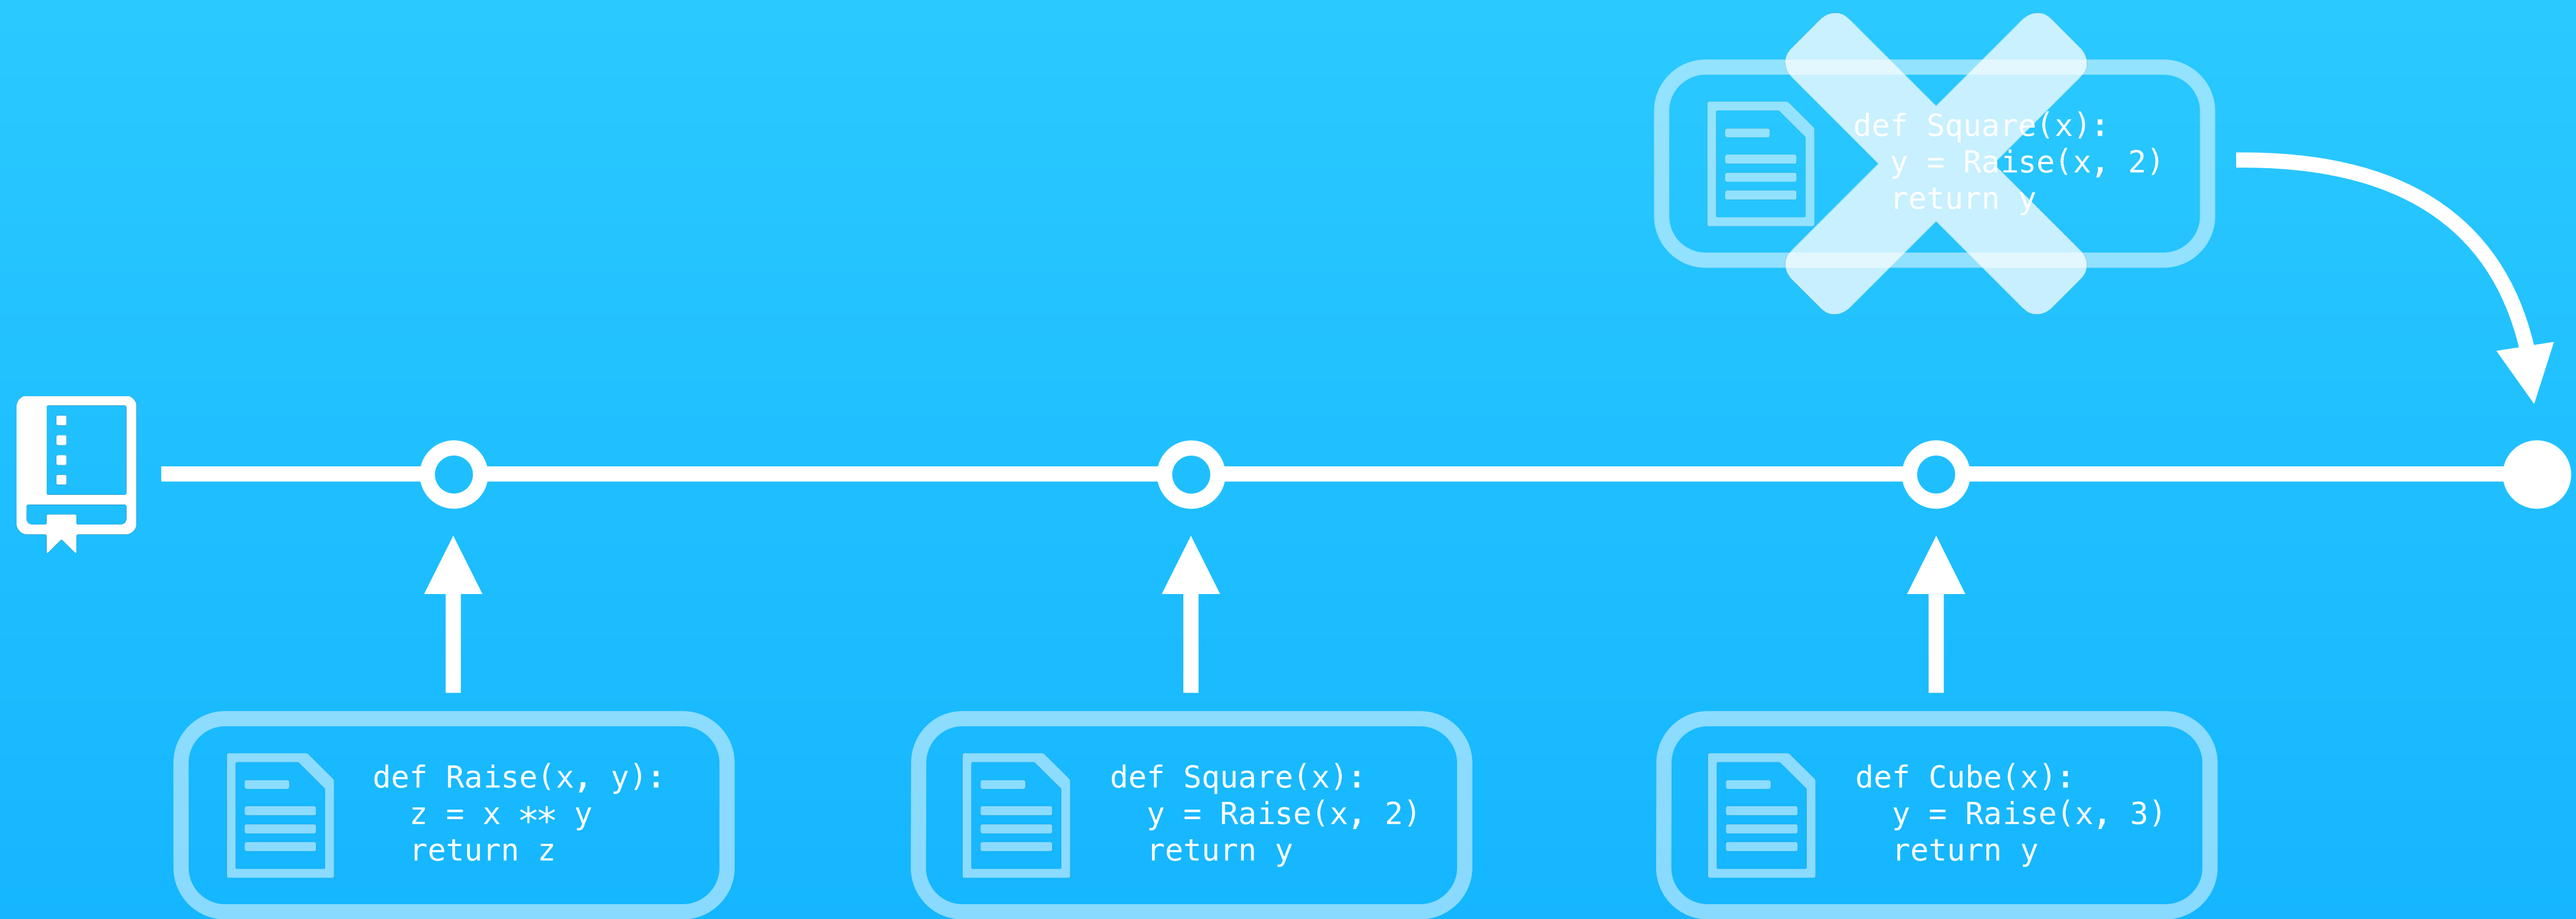 def Square(x):
  y = Raise(x, 2)
  return y
def Raise(x, y):
  z = x ** y
  return z
def Square(x):
  y = Raise(x, 2)
  return y
def Cube(x):
  y = Raise(x, 3)
  return y